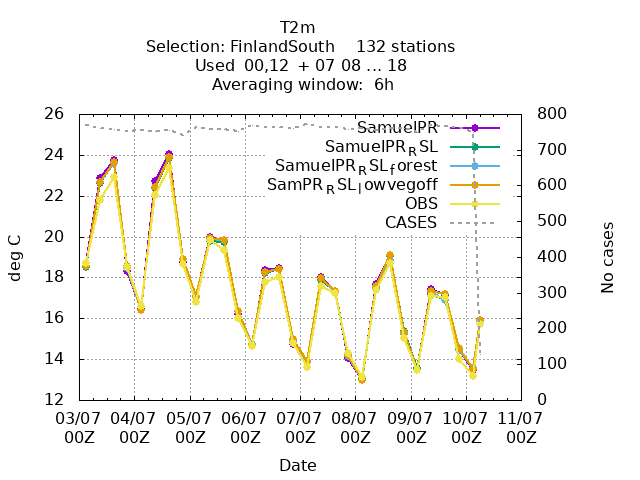 T2m
Selection: FinlandSouth 132 stations
Used 00,12 + 07 08 ... 18
Averaging window: 6h
26
24
22
20
18
16
14
12
800
700
600
500
400
300
200
100
0
deg C
No cases
SamuelPR
SamuelPR_RSL
SamuelPR_RSL_forest
SamPR_RSL_lowvegoff
OBS
CASES
03/07 04/07 05/07 06/07 07/07 08/07 09/07 10/07 11/07
00Z 00Z 00Z 00Z 00Z 00Z 00Z 00Z 00Z
Date